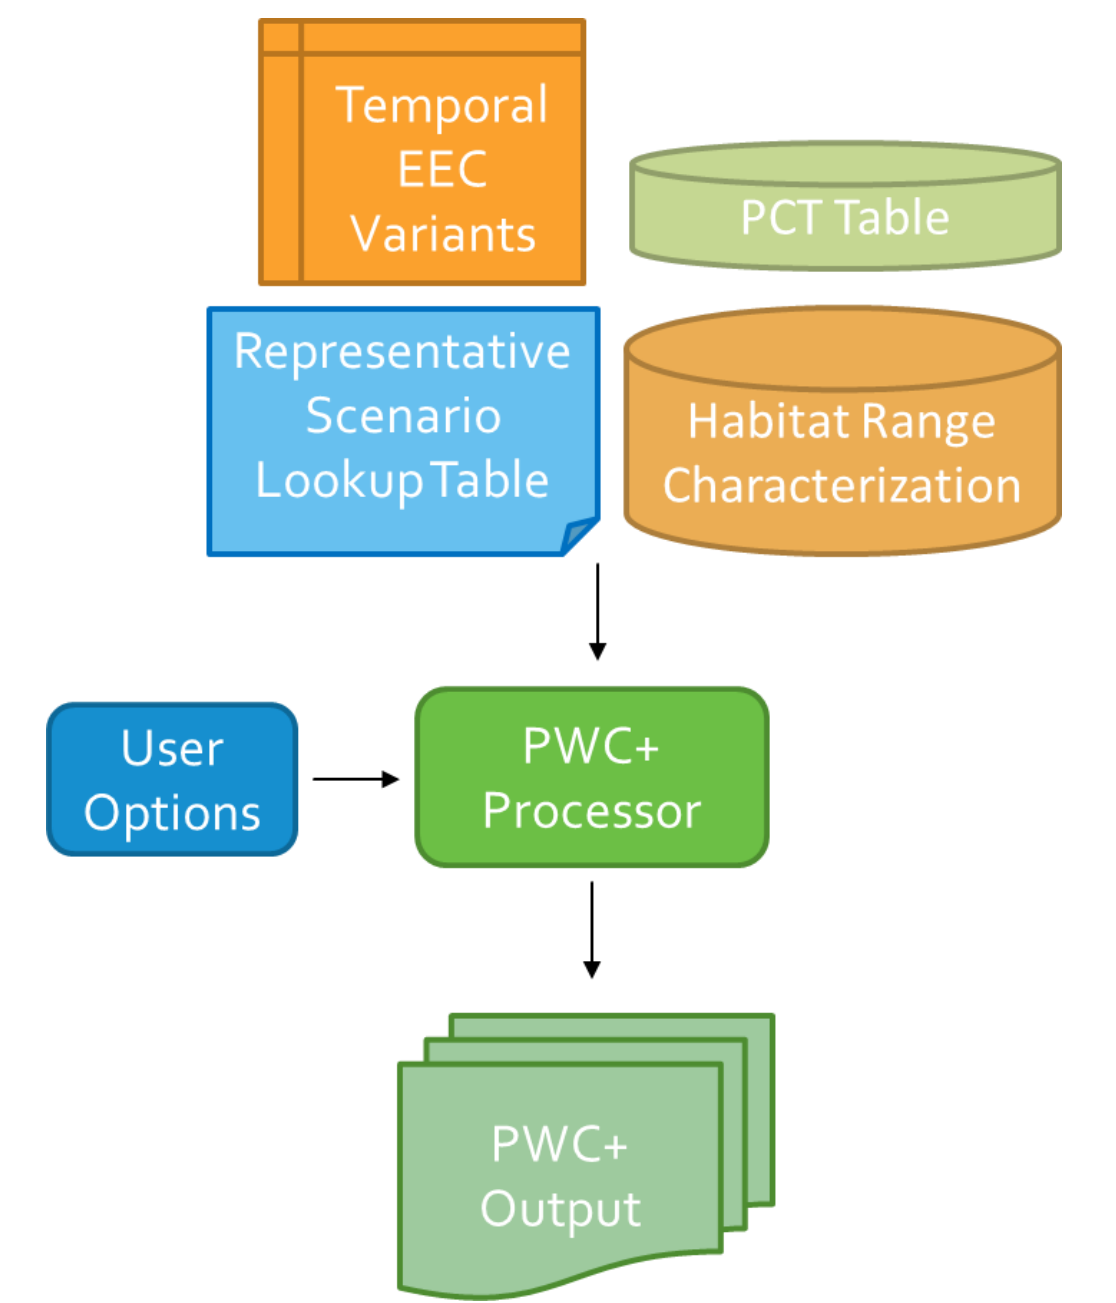 Temporal
EEC
Variants
PCT Table
Representative
Scenario
Lookup Table
Habitat Range
Characterization
User
Options
PWC+
Processor
PWC+
Output